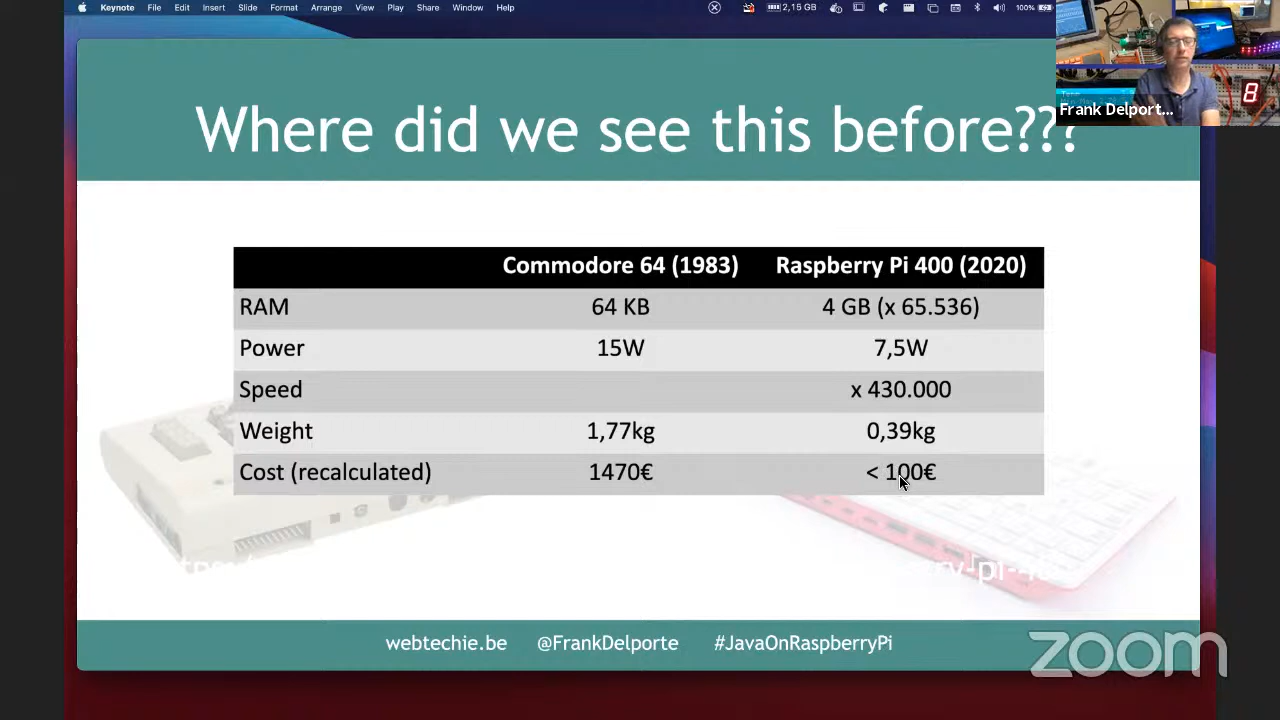 Keynote File Edit Insert Slide Format Arrange View Play Share Window Help 2,15 GB 100%
Frank Delport...
Where did we see this before???
Commodore 64 (1983) Raspberry Pi 400 (2020)
RAM 64 KB 4 GB (x 65.536)
Power 15W 7,5W
Speed x 430.000
Weight 1,77kg 0,39kg
Cost (recalculated) 1470€ < 100€
webtechie.be @FrankDelporte #JavaOnRaspberryPi
zoom